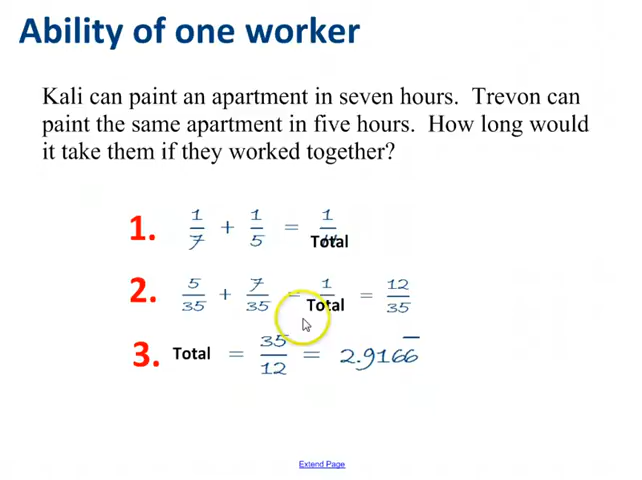 Ability of one worker
Kali can paint an apartment in seven hours. Trevon can
paint the same apartment in five hours. How long would
it take them if they worked together?
1. 1/7 + 1/5 = 1/Total
2. 5/35 + 7/35 = 1/Total = 12/35
3. Total = 35/12 = 2.916̅6̅
Extend Page